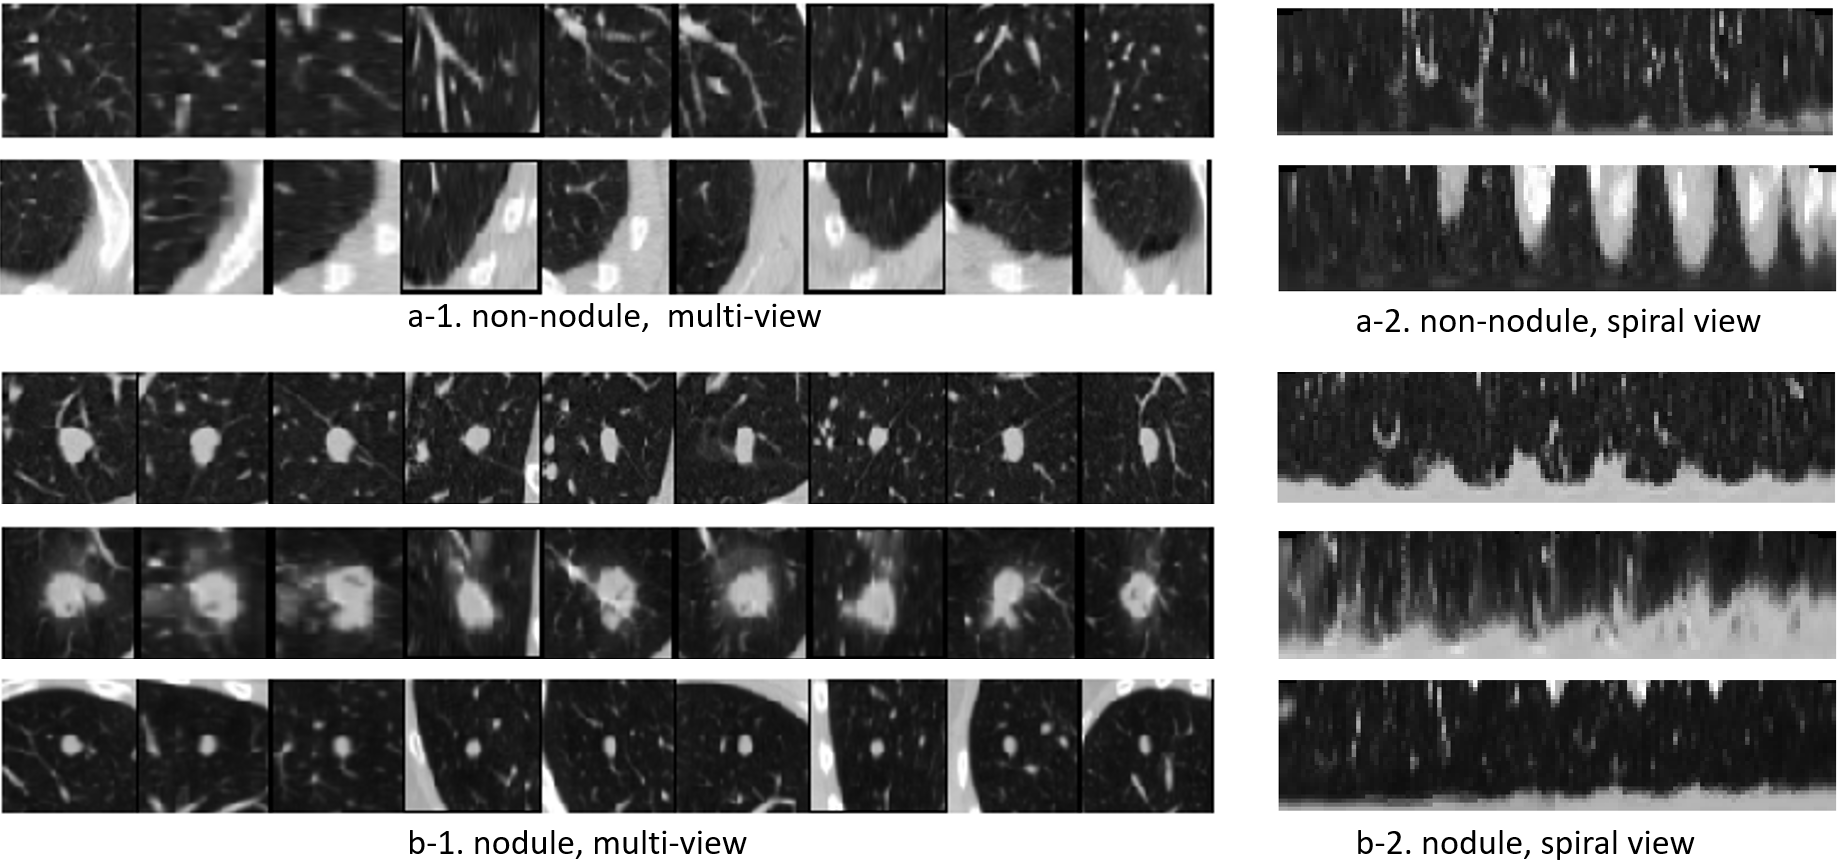 a-1. non-nodule, multi-view
a-2. non-nodule, spiral view
b-1. nodule, multi-view
b-2. nodule, spiral view